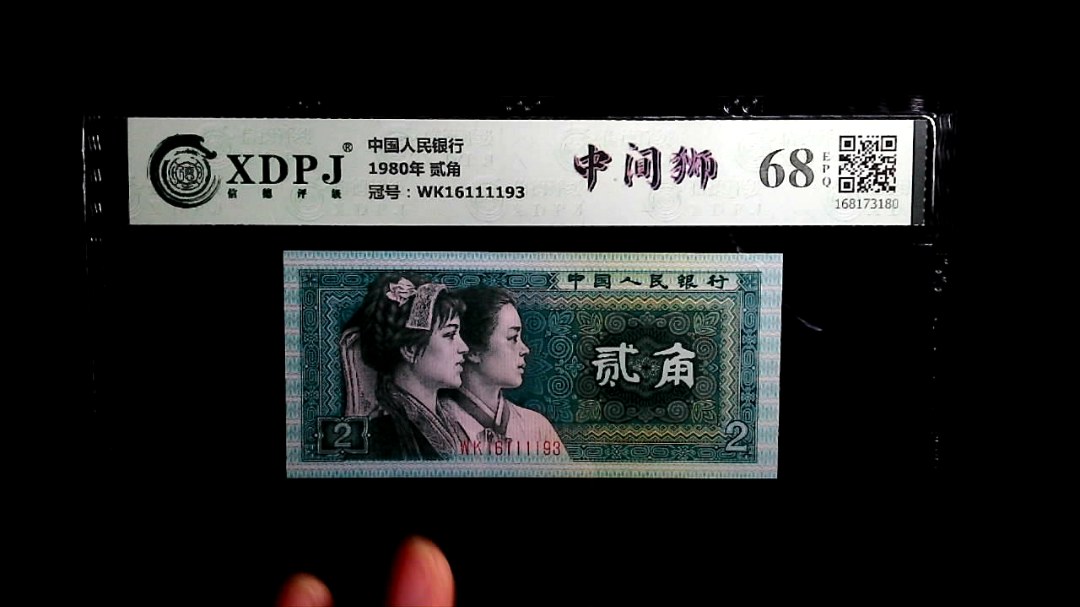 XDPJ®
信德评级
中国人民银行
1980年 贰角
冠号：WK16111193
中间狮
68
EPQ
168173180
中国人民银行
贰角
2
WK16111193
2